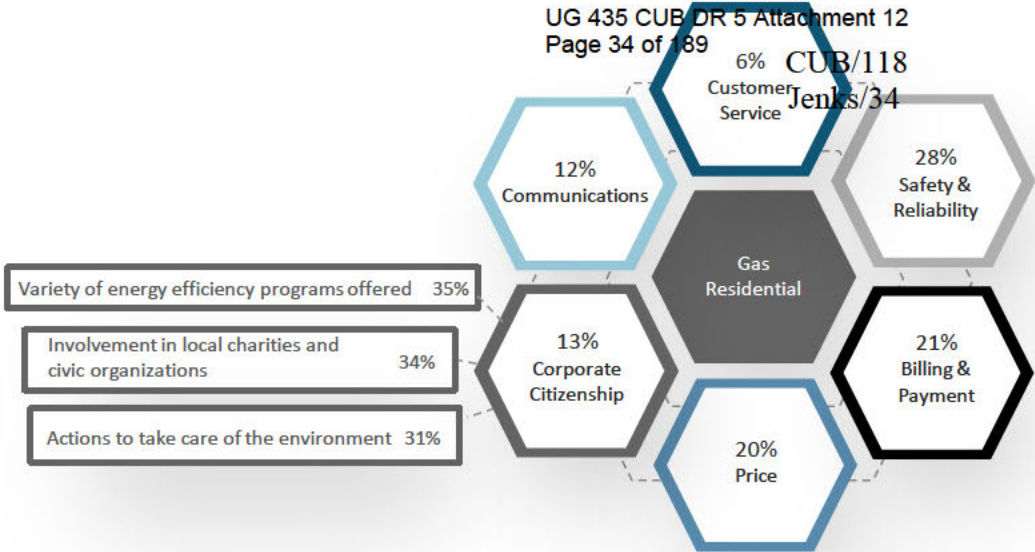 UG 435 CUB DR 5 Attachment 12
Page 34 of 189
CUB/118
Jenks/34
6%
Customer
Service
12%
Communications
28%
Safety &
Reliability
Gas
Residential
Variety of energy efficiency programs offered 35%
Involvement in local charities and
civic organizations 34%
Actions to take care of the environment 31%
13%
Corporate
Citizenship
21%
Billing &
Payment
20%
Price